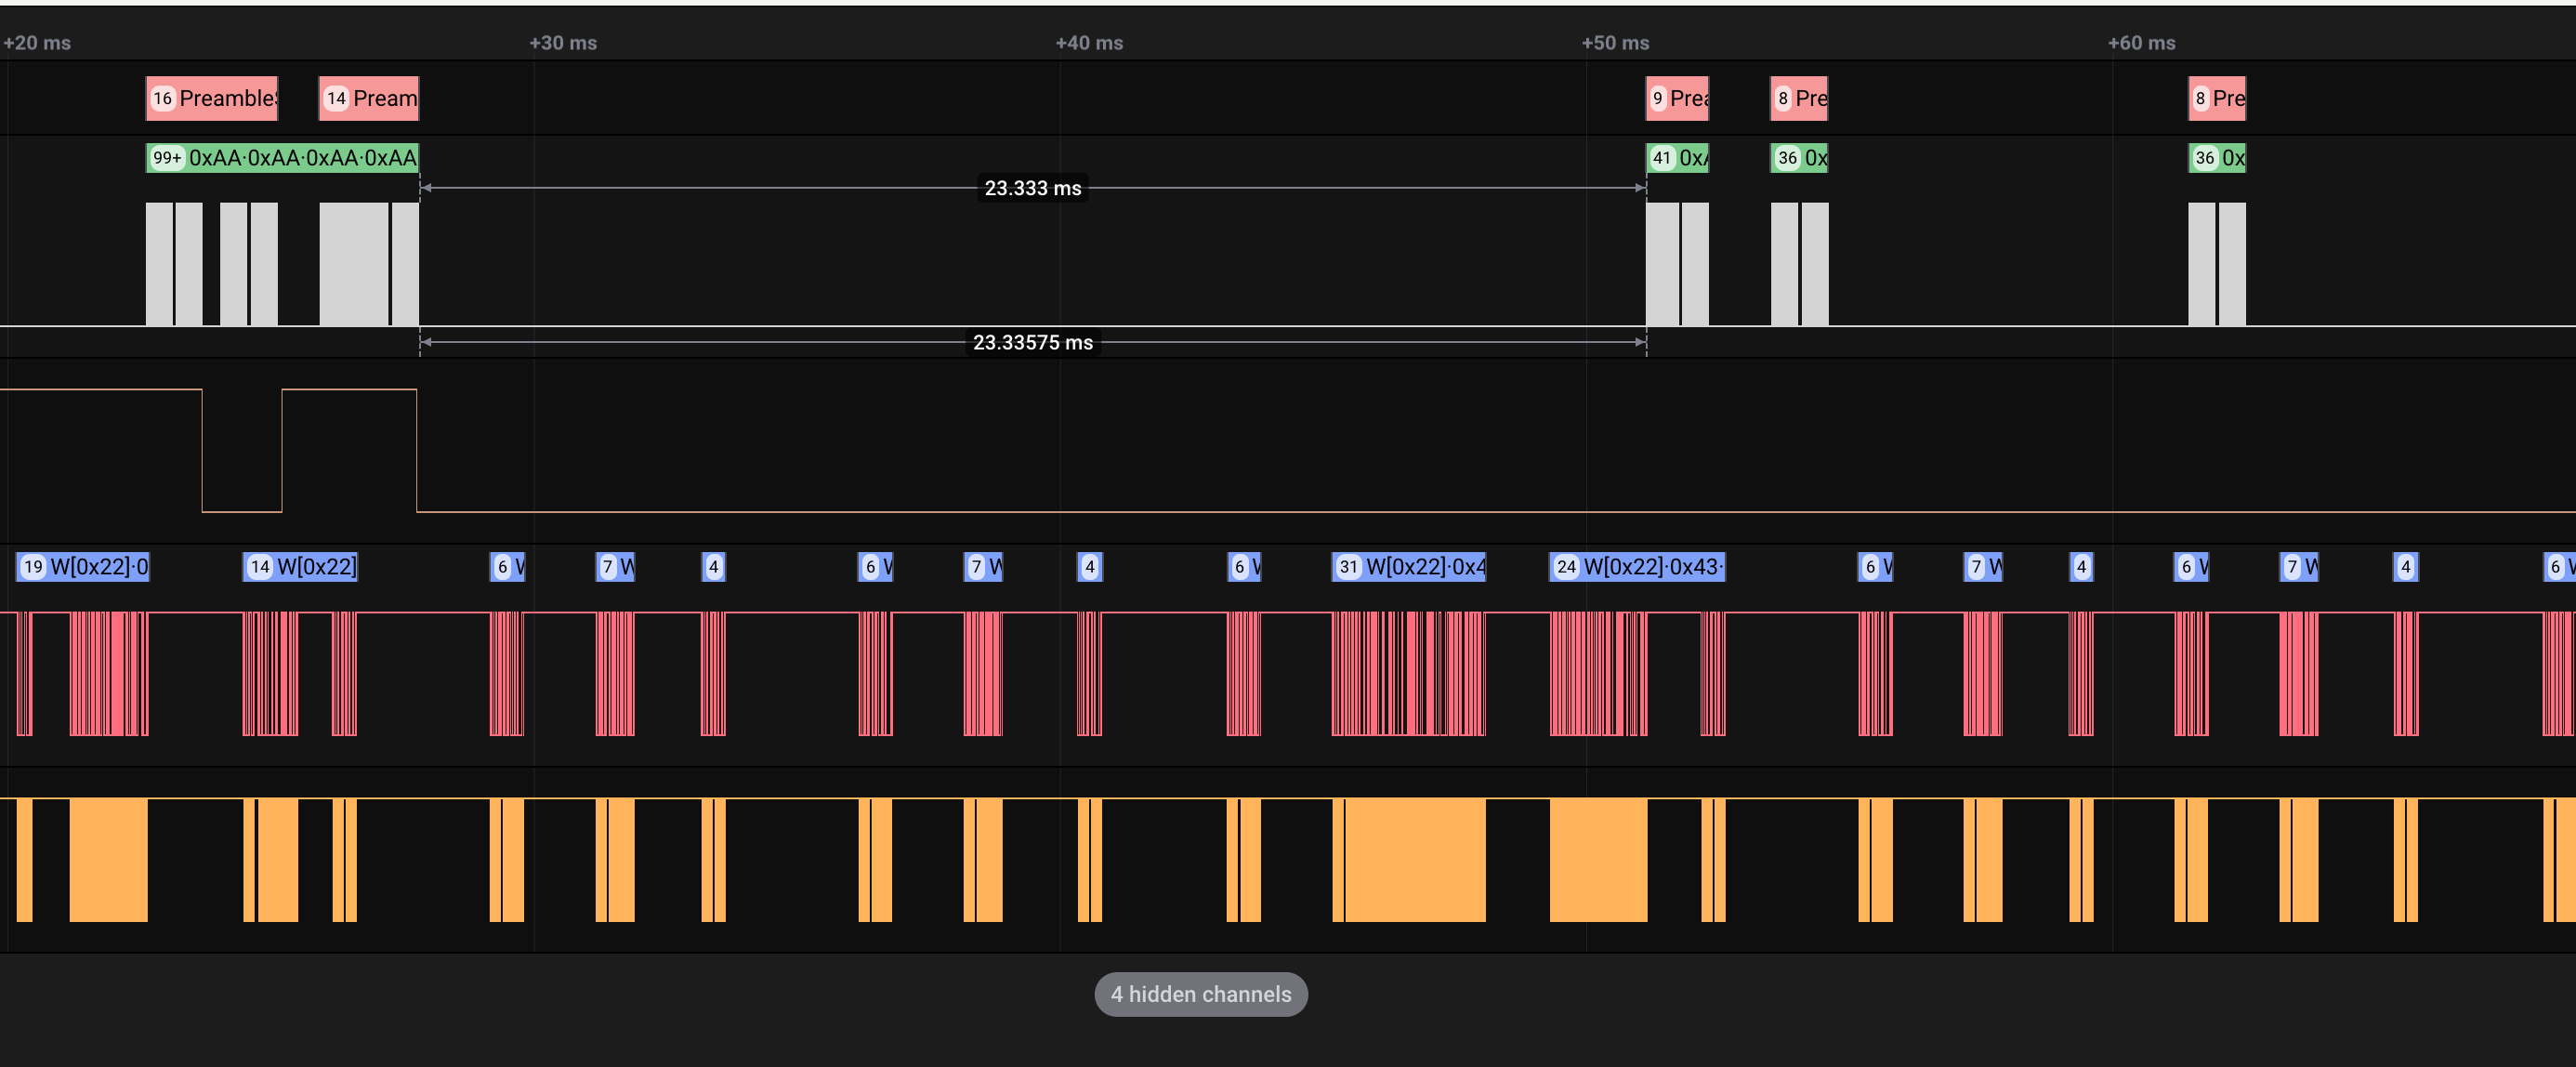 +20 ms +30 ms +40 ms +50 ms +60 ms
16 Preamble 14 Pream 9 Prea 8 Pre 8 Pre
99+ 0xAA·0xAA·0xAA·0xAA 41 0x 36 0x 36 0x
23.333 ms
23.33575 ms
19 W[0x22]·0 14 W[0x22] 6 W 7 W 4 6 W 7 W 4 6 W 31 W[0x22]·0x4 24 W[0x22]·0x43· 6 W 7 W 4 6 W 7 W 4 6 W
4 hidden channels